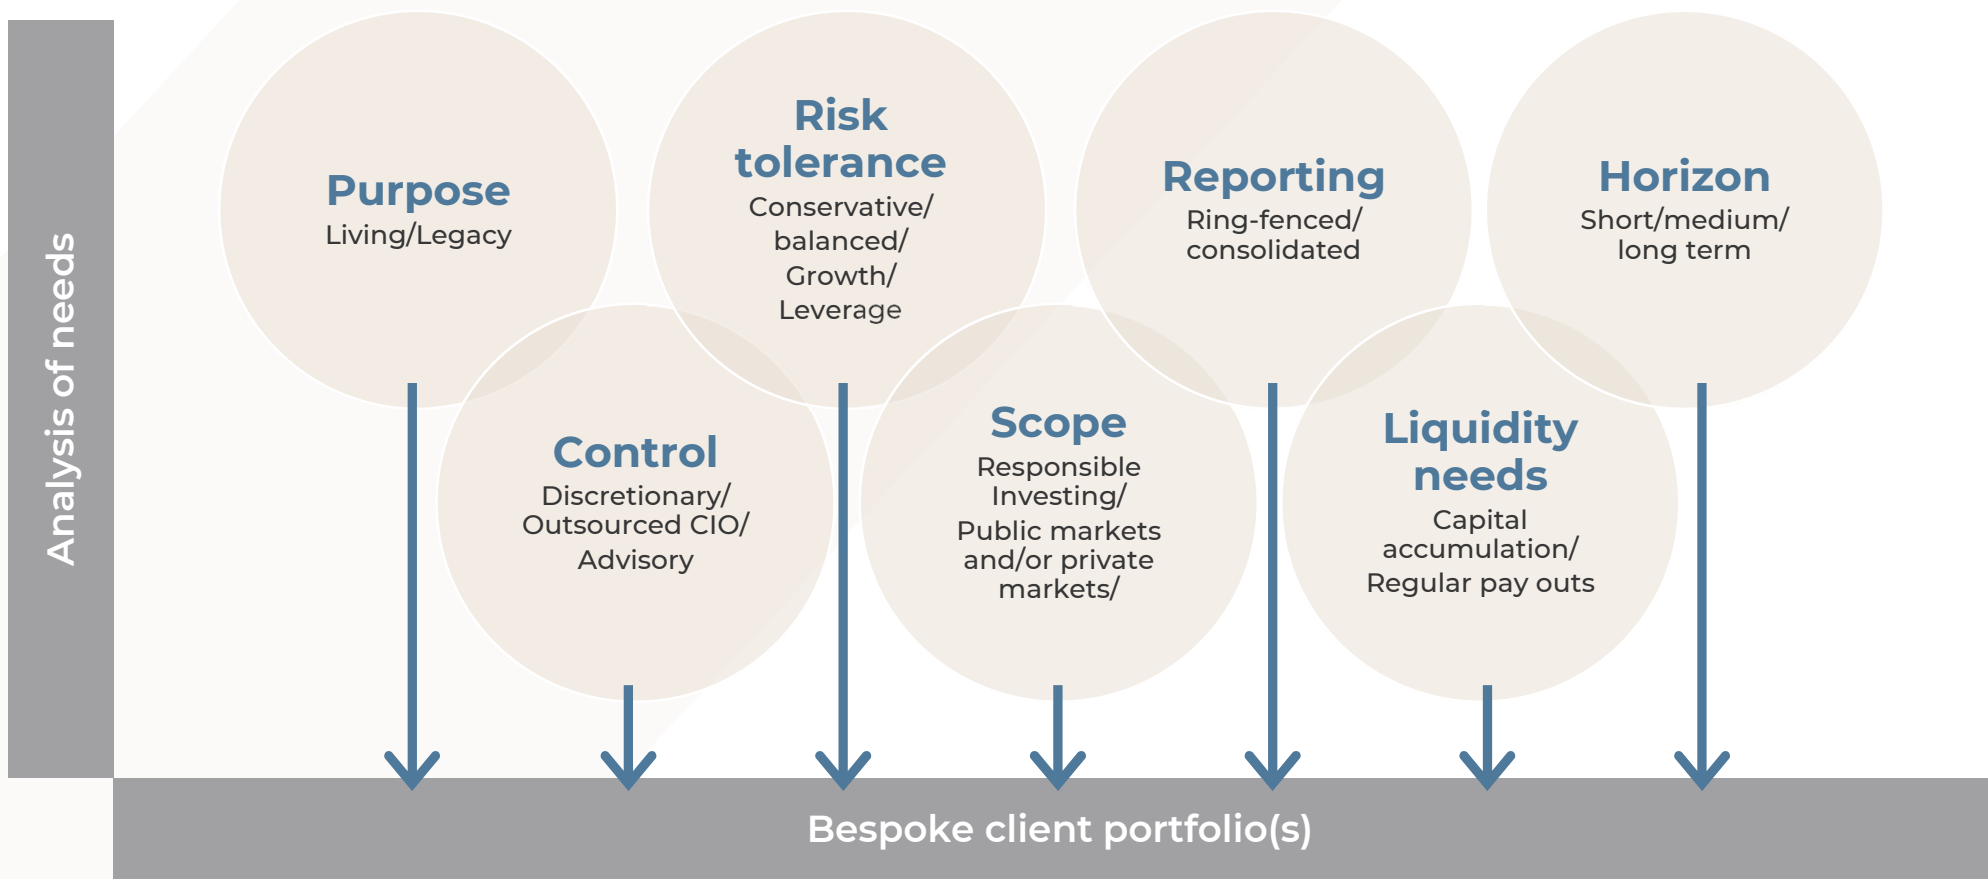 Analysis of needs
Purpose
Living/Legacy
Control
Discretionary/
Outsourced CIO/
Advisory
Risk
tolerance
Conservative/
balanced/
Growth/
Leverage
Scope
Responsible
Investing/
Public markets
and/or private
markets/
Reporting
Ring-fenced/
consolidated
Liquidity
needs
Capital
accumulation/
Regular pay outs
Horizon
Short/medium/
long term
Bespoke client portfolio(s)